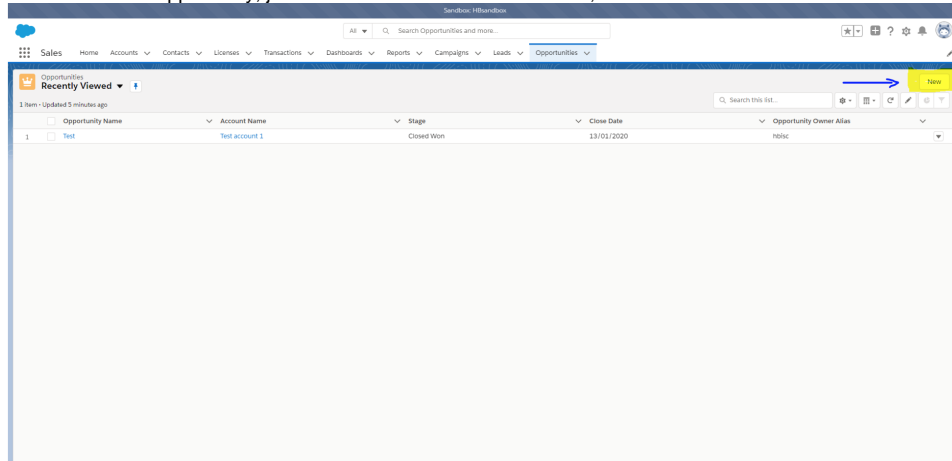 Sandbox: HBsandbox
All Search Opportunities and more...
Sales Home Accounts Contacts Licenses Transactions Dashboards Reports Campaigns Leads Opportunities
Opportunities
Recently Viewed
New
1 item • Updated 5 minutes ago
Search this list...
Opportunity Name Account Name Stage Close Date Opportunity Owner Alias
1 Test Test account 1 Closed Won 13/01/2020 hbisc